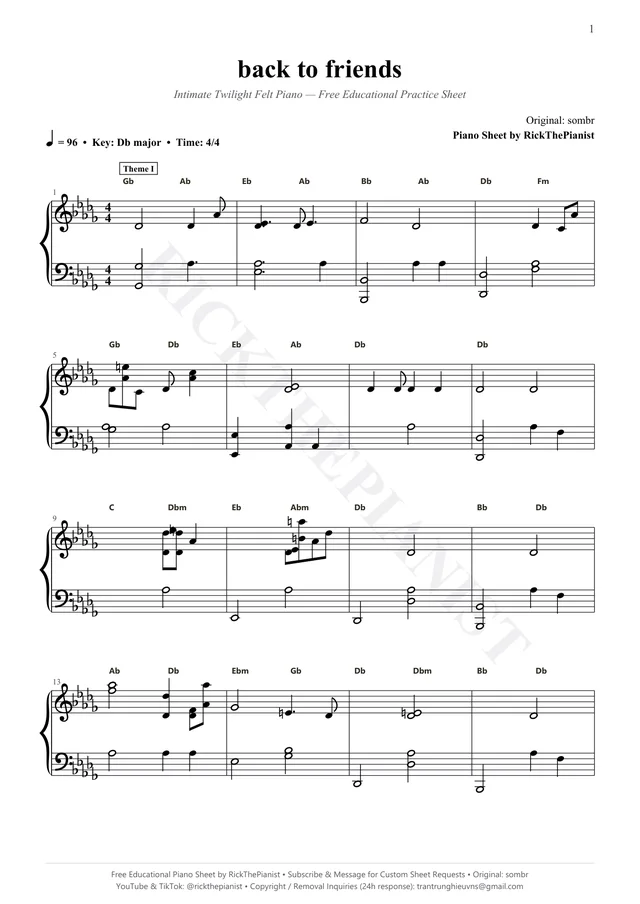 1
back to friends
Intimate Twilight Felt Piano — Free Educational Practice Sheet
Original: sombr
Piano Sheet by RickThePianist
= 96 • Key: Db major • Time: 4/4
Theme I
Gb Ab Eb Ab Bb Ab Db Fm
1
5
Gb Db Eb Ab Db Db
9
C Dbm Eb Abm Db Bb Db
13
Ab Db Ebm Gb Db Dbm Bb Db
RICKTHEPIANIST
Free Educational Piano Sheet by RickThePianist • Subscribe & Message for Custom Sheet Requests • Original: sombr
YouTube & TikTok: @rickthepianist • Copyright / Removal Inquiries (24h response): trantrunghieuvns@gmail.com